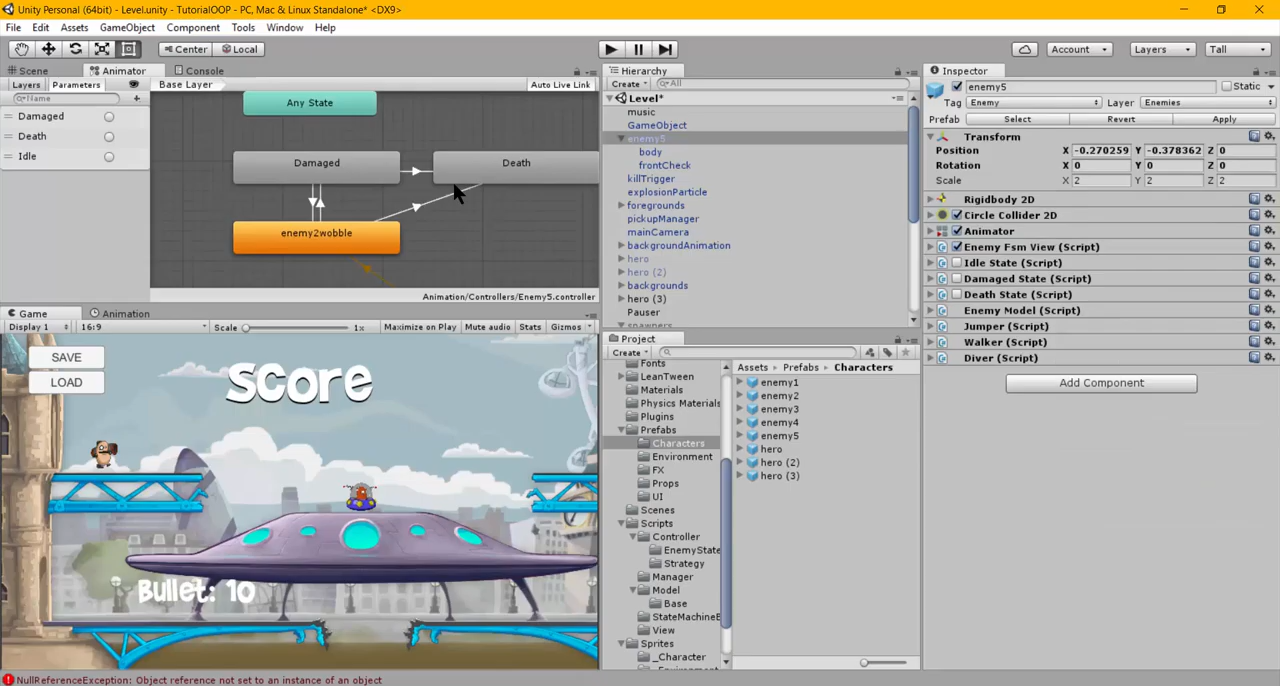 Unity Personal (64bit) - Level.unity - TutorialOOP - PC, Mac & Linux Standalone* <DX9>
File Edit Assets GameObject Component Tools Window Help
Center Local Account Layers Tall
Scene Animator Console
Layers Parameters Base Layer Auto Live Link
Name
Damaged
Death
Idle
Any State
Damaged Death
enemy2wobble
Animation/Controllers/Enemy5.controller
Game Animation
Display 1 16:9 Scale 1x Maximize on Play Mute audio Stats Gizmos
SAVE
LOAD
score
Bullet: 10
Hierarchy
Create All
Level*
music
GameObject
enemy5
body
frontCheck
killTrigger
explosionParticle
foregrounds
pickupManager
mainCamera
backgroundAnimation
hero
hero (2)
backgrounds
hero (3)
Pauser
spawners
Project
Create
Fonts
LeanTween
Materials
Physics Materials
Plugins
Prefabs
Characters
Environment
FX
Props
UI
Scenes
Scripts
Controller
EnemyState
Strategy
Manager
Model
Base
StateMachineB
View
Sprites
_Character
Assets Prefabs Characters
enemy1
enemy2
enemy3
enemy4
enemy5
hero
hero (2)
hero (3)
Inspector
enemy5 Static
Tag Enemy Layer Enemies
Prefab Select Revert Apply
Transform
Position X -0.270259 Y -0.378362 Z 0
Rotation X 0 Y 0 Z 0
Scale X 2 Y 2 Z 2
Rigidbody 2D
Circle Collider 2D
Animator
Enemy Fsm View (Script)
Idle State (Script)
Damaged State (Script)
Death State (Script)
Enemy Model (Script)
Jumper (Script)
Walker (Script)
Diver (Script)
Add Component
NullReferenceException: Object reference not set to an instance of an object